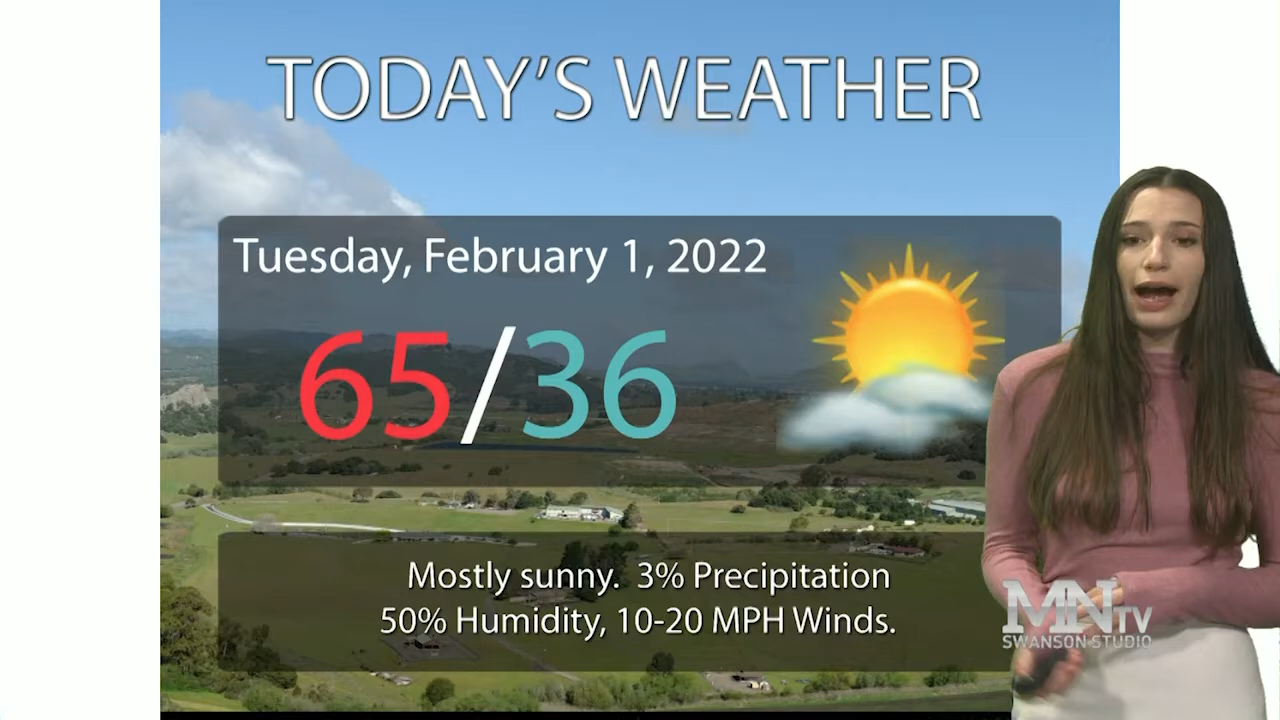 TODAY’S WEATHER
Tuesday, February 1, 2022
65/36
Mostly sunny.  3% Precipitation
50% Humidity, 10-20 MPH Winds.
MNTV
SWANSON STUDIO